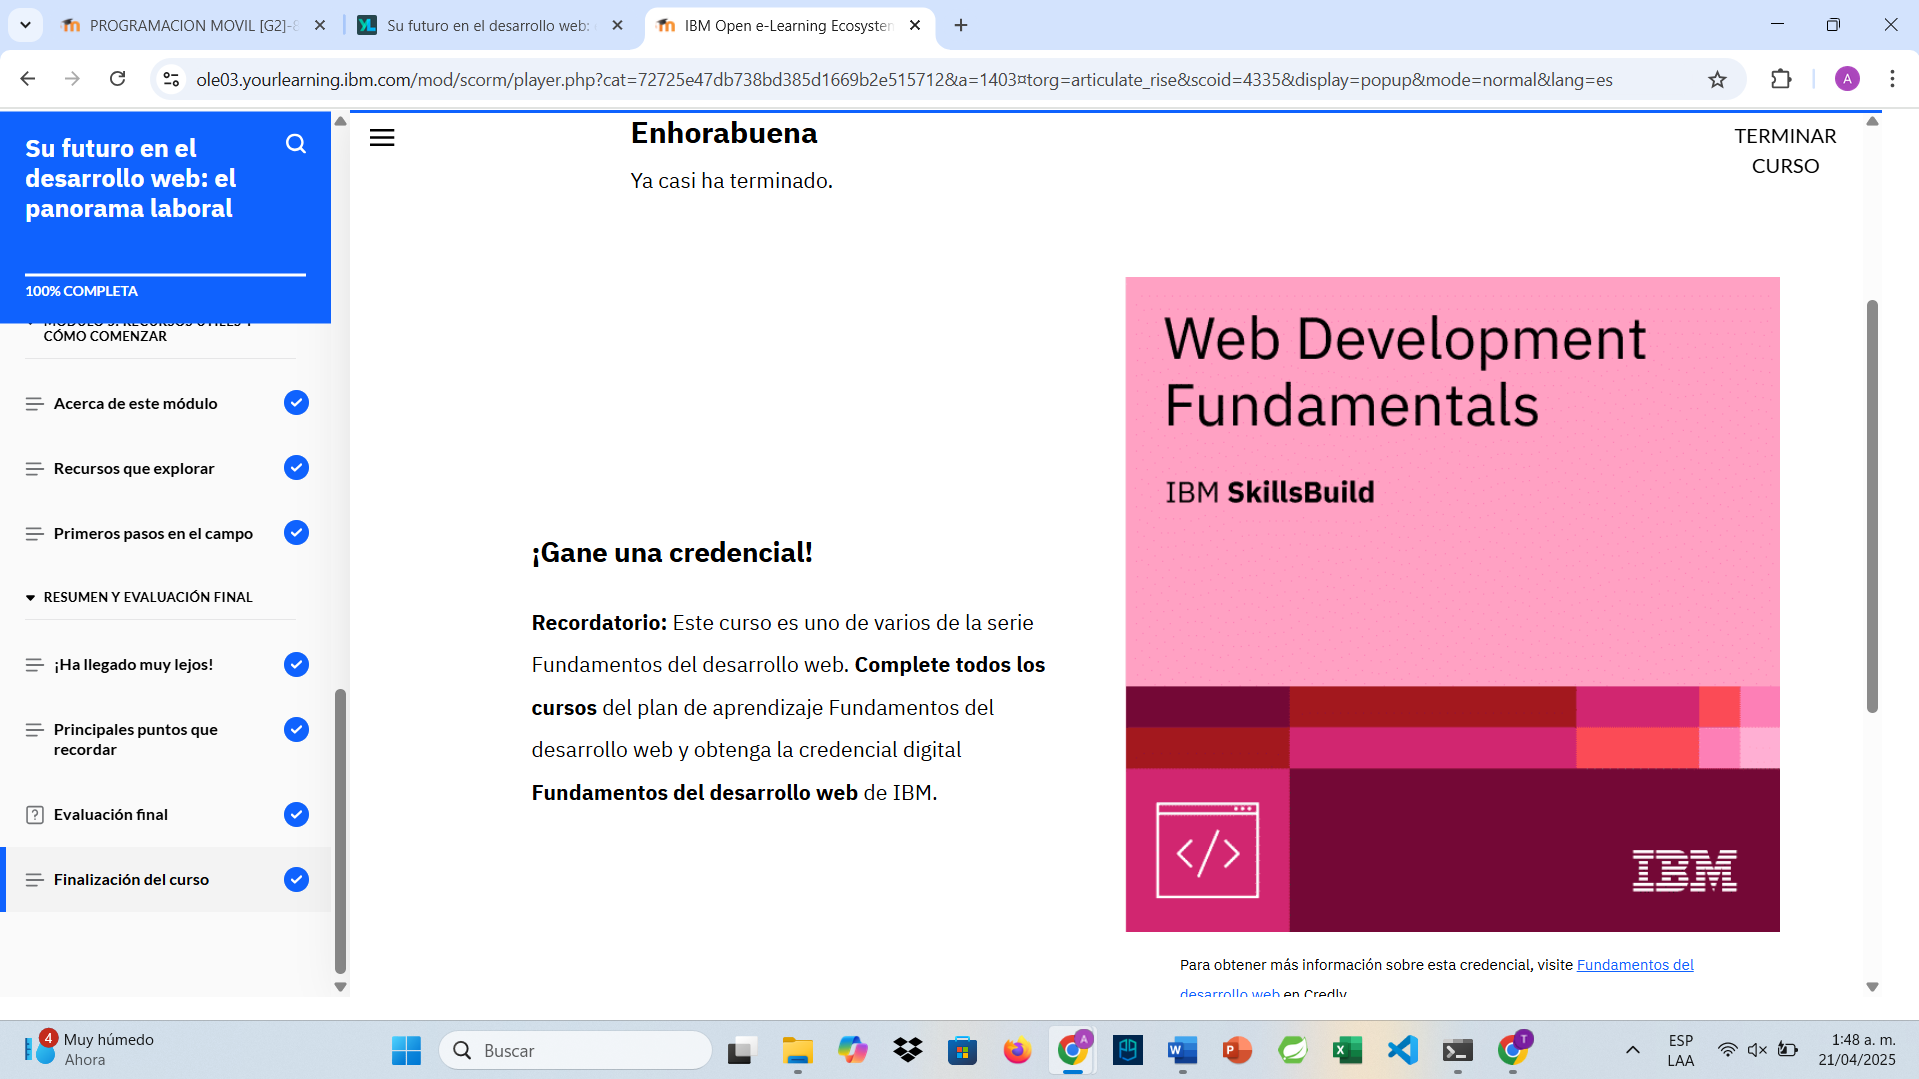 PROGRAMACION MOVIL [G2]-8
Su futuro en el desarrollo web:
IBM Open e-Learning Ecosysten
ole03.yourlearning.ibm.com/mod/scorm/player.php?cat=72725e47db738bd385d1669b2e515712&a=1403¤torg=articulate_rise&scoid=4335&display=popup&mode=normal&lang=es
A
Su futuro en el
desarrollo web: el
panorama laboral
100% COMPLETA
MÓDULO 5: RECURSOS ÚTILES Y
CÓMO COMENZAR
Acerca de este módulo
Recursos que explorar
Primeros pasos en el campo
RESUMEN Y EVALUACIÓN FINAL
¡Ha llegado muy lejos!
Principales puntos que
recordar
Evaluación final
Finalización del curso
Enhorabuena
Ya casi ha terminado.
TERMINAR
CURSO
¡Gane una credencial!
Recordatorio: Este curso es uno de varios de la serie
Fundamentos del desarrollo web. Complete todos los
cursos del plan de aprendizaje Fundamentos del
desarrollo web y obtenga la credencial digital
Fundamentos del desarrollo web de IBM.
Web Development
Fundamentals
IBM SkillsBuild
</>
IBM
Para obtener más información sobre esta credencial, visite Fundamentos del
desarrollo web en Credly
4
Muy húmedo
Ahora
Buscar
A
T
ESP
LAA
1:48 a. m.
21/04/2025